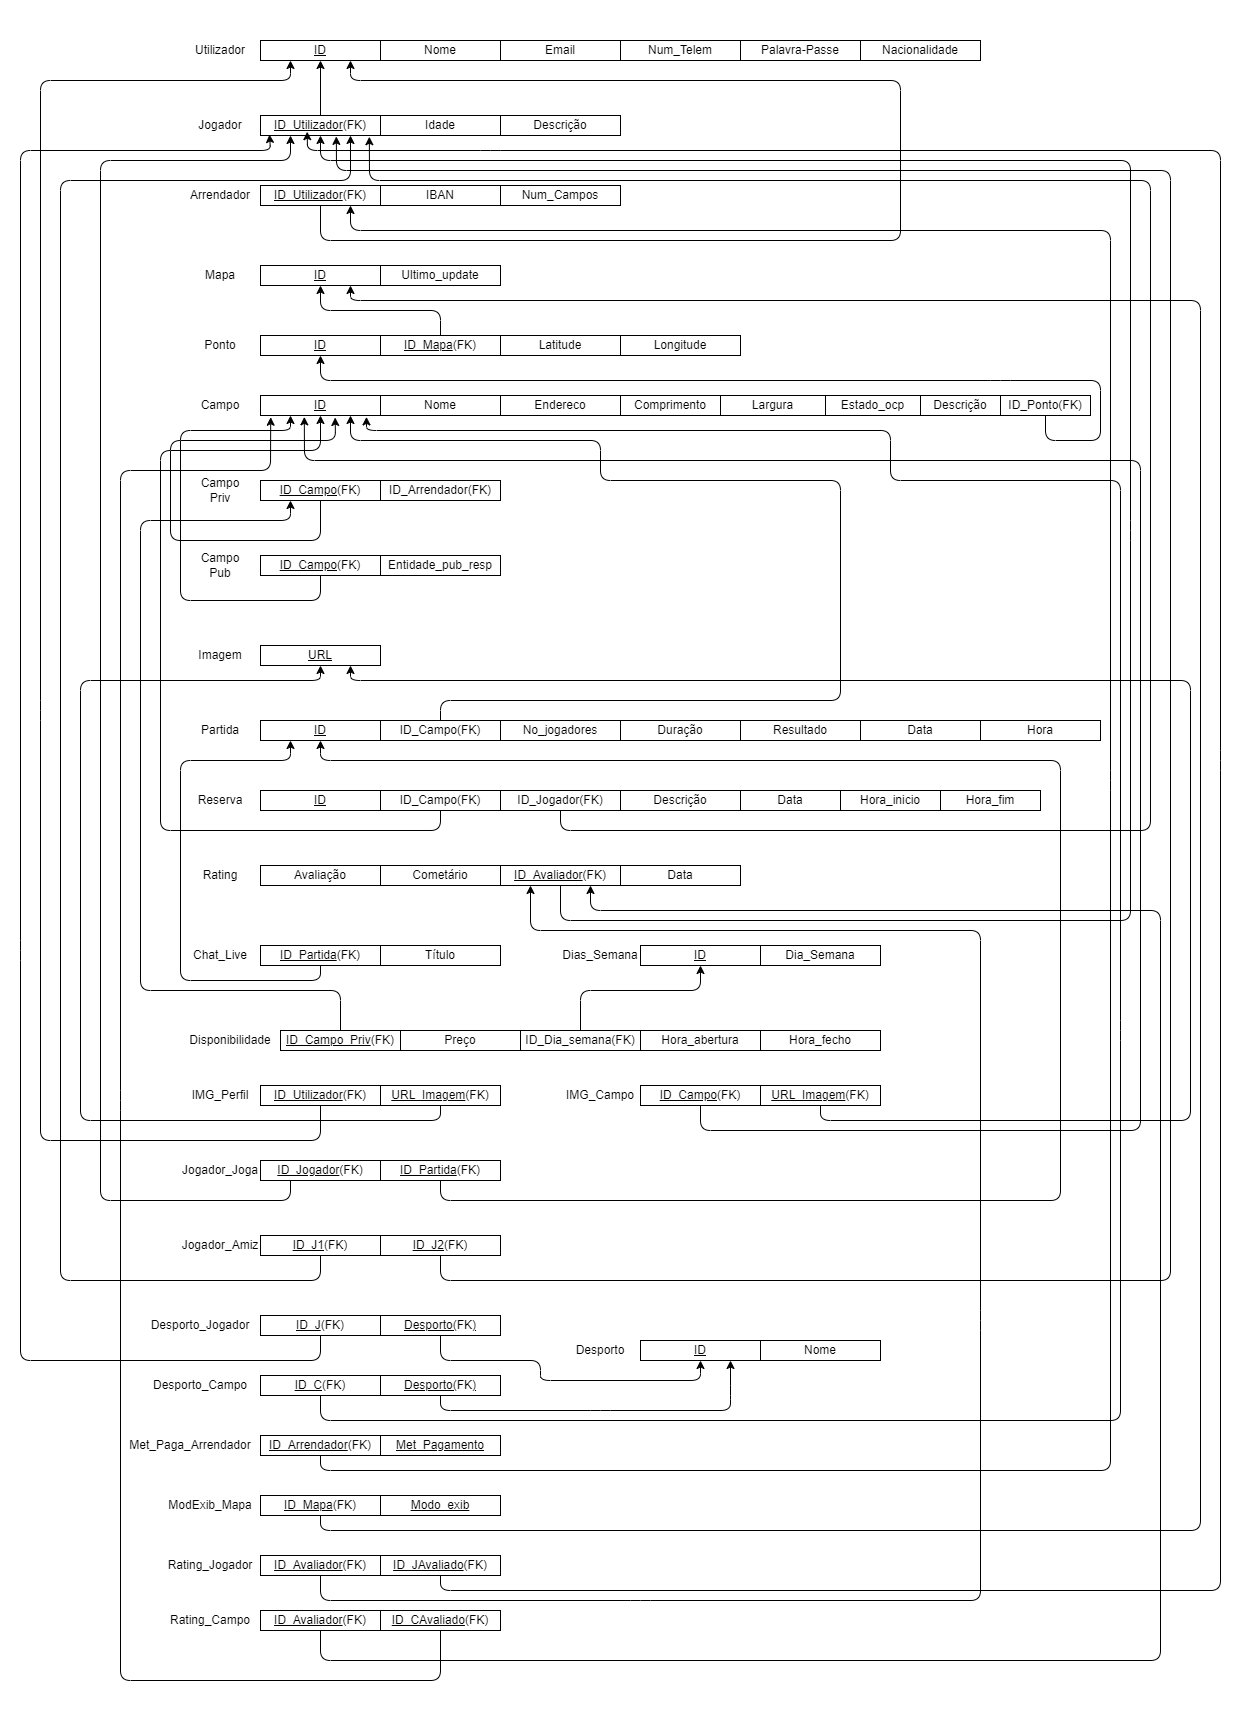 Utilizador ID Nome Email Num_Telem Palavra-Passe Nacionalidade
Jogador ID_Utilizador(FK) Idade Descrição
Arrendador ID_Utilizador(FK) IBAN Num_Campos
Mapa ID Ultimo_update
Ponto ID ID_Mapa(FK) Latitude Longitude
Campo ID Nome Endereco Comprimento Largura Estado_ocp Descrição ID_Ponto(FK)
Campo
Priv ID_Campo(FK) ID_Arrendador(FK)
Campo
Pub ID_Campo(FK) Entidade_pub_resp
Imagem URL
Partida ID ID_Campo(FK) No_jogadores Duração Resultado Data Hora
Reserva ID ID_Campo(FK) ID_Jogador(FK) Descrição Data Hora_inicio Hora_fim
Rating Avaliação Cometário ID_Avaliador(FK) Data
Chat_Live ID_Partida(FK) Título Dias_Semana ID Dia_Semana
Disponibilidade ID_Campo_Priv(FK) Preço ID_Dia_semana(FK) Hora_abertura Hora_fecho
IMG_Perfil ID_Utilizador(FK) URL_Imagem(FK) IMG_Campo ID_Campo(FK) URL_Imagem(FK)
Jogador_Joga ID_Jogador(FK) ID_Partida(FK)
Jogador_Amiz ID_J1(FK) ID_J2(FK)
Desporto_Jogador ID_J(FK) Desporto(FK)
Desporto ID Nome
Desporto_Campo ID_C(FK) Desporto(FK)
Met_Paga_Arrendador ID_Arrendador(FK) Met_Pagamento
ModExib_Mapa ID_Mapa(FK) Modo_exib
Rating_Jogador ID_Avaliador(FK) ID_JAvaliado(FK)
Rating_Campo ID_Avaliador(FK) ID_CAvaliado(FK)